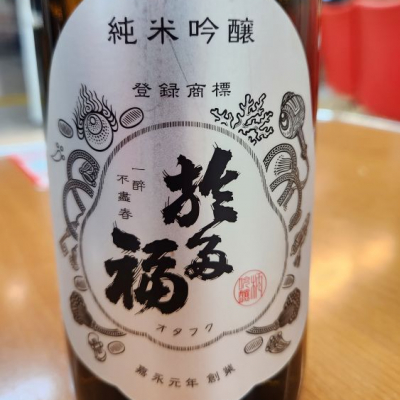 純米吟醸
登録商標
一酔
不盡春
於多
福
オタフク
嘉永元年 創業